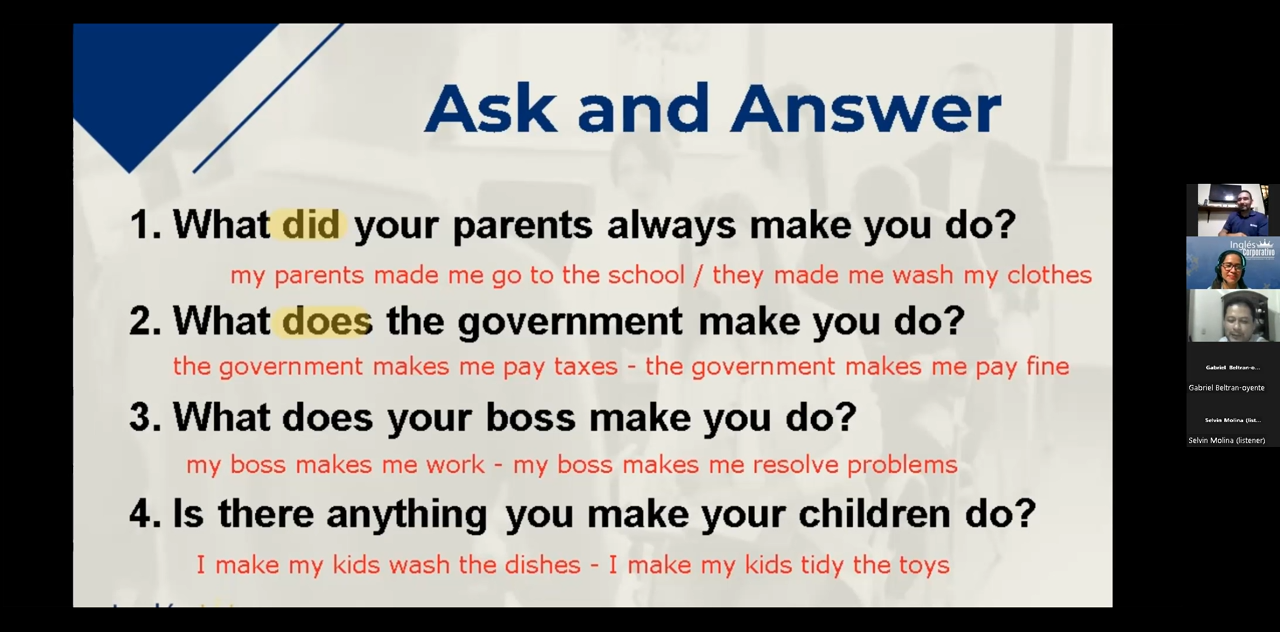 Ask and Answer
1. What did your parents always make you do?
my parents made me go to the school / they made me wash my clothes
2. What does the government make you do?
the government makes me pay taxes - the government makes me pay fine
3. What does your boss make you do?
my boss makes me work - my boss makes me resolve problems
4. Is there anything you make your children do?
I make my kids wash the dishes - I make my kids tidy the toys
Inglés
Corporativo
Gabriel Beltran-o...
Gabriel Beltran-oyente
Selvin Molina (list...
Selvin Molina (listener)